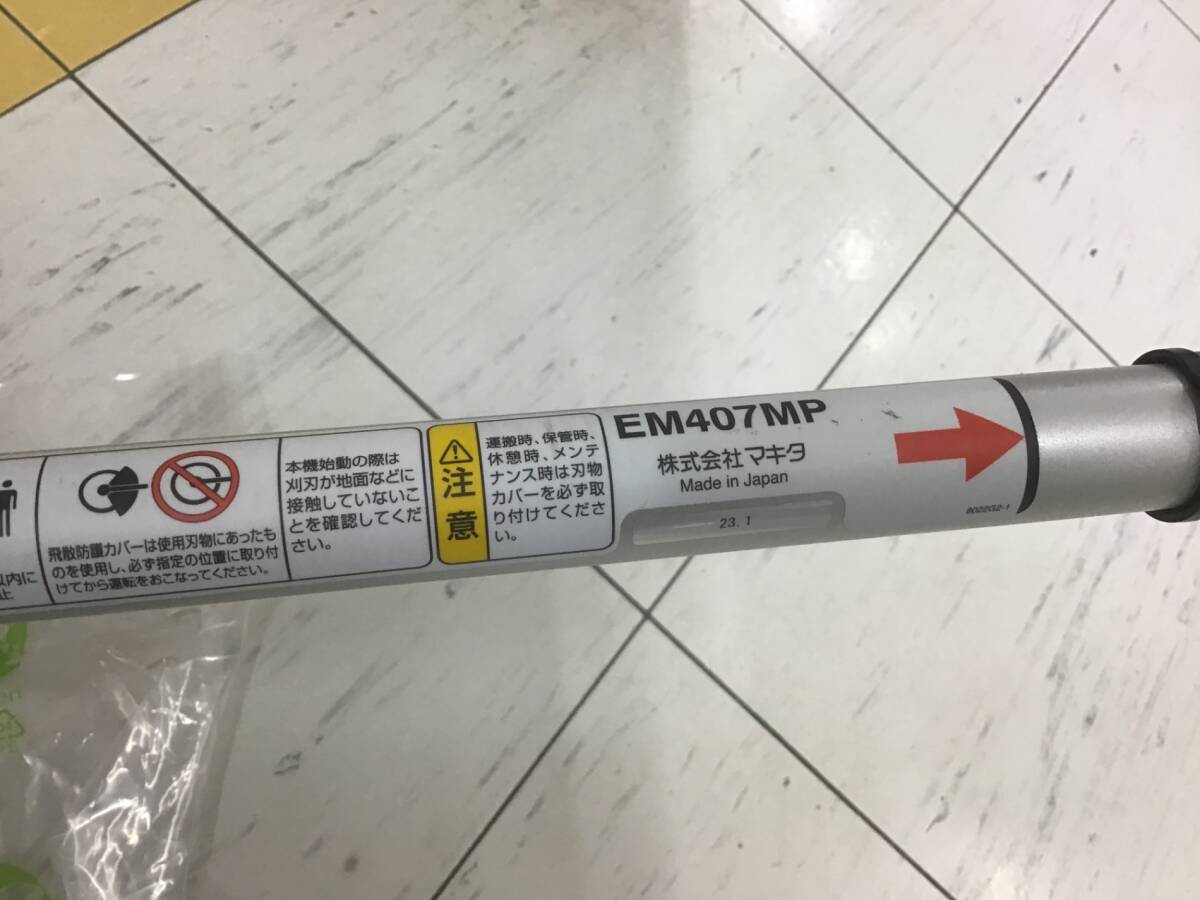 以内に
止
飛散防護カバーは使用刃物にあったも
のを使用し、必ず指定の位置に取り付
けてから運転をおこなってください。
本機始動の際は
刈刃が地面などに
接触していないこ
とを確認してくだ
さい。
注
意
運搬時、保管時、
休憩時、メンテ
ナンス時は刃物
カバーを必ず取
り付けてくださ
い。
EM407MP
株式会社マキタ
Made in Japan
23.1
8022G2-1